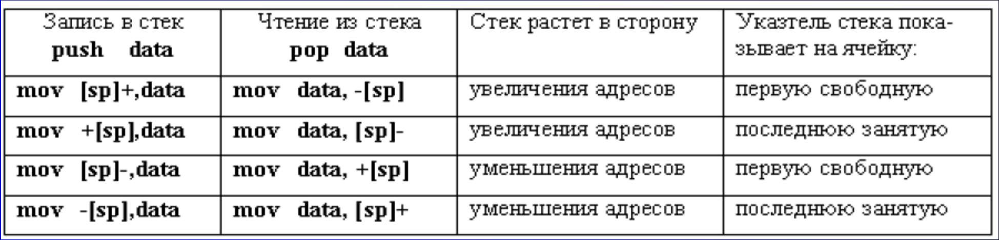 Запись в стек Чтение из стека Стек растет в сторону Указтель стека пока-
push data pop data зывает на ячейку:
mov [sp]+,data mov data, -[sp] увеличения адресов первую свободную
mov +[sp],data mov data, [sp]- увеличения адресов последнюю занятую
mov [sp]-,data mov data, +[sp] уменьшения адресов первую свободную
mov -[sp],data mov data, [sp]+ уменьшения адресов последнюю занятую